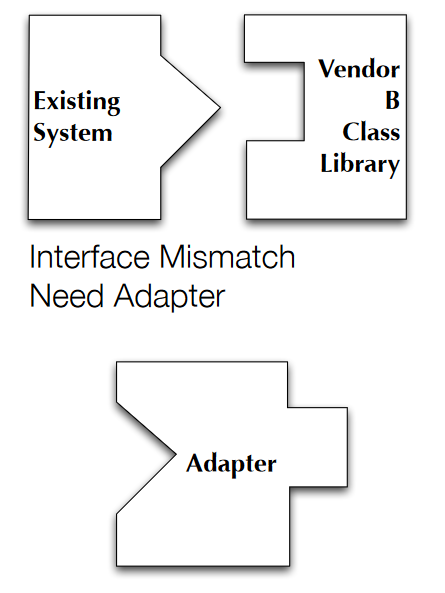 Existing
System
Vendor
B
Class
Library
Interface Mismatch
Need Adapter
Adapter